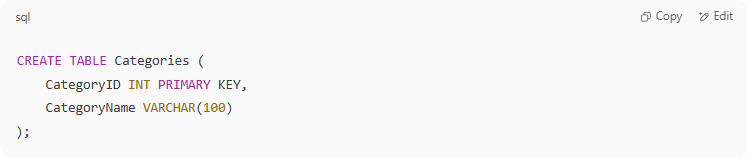 sql Copy Edit
CREATE TABLE Categories (
    CategoryID INT PRIMARY KEY,
    CategoryName VARCHAR(100)
);